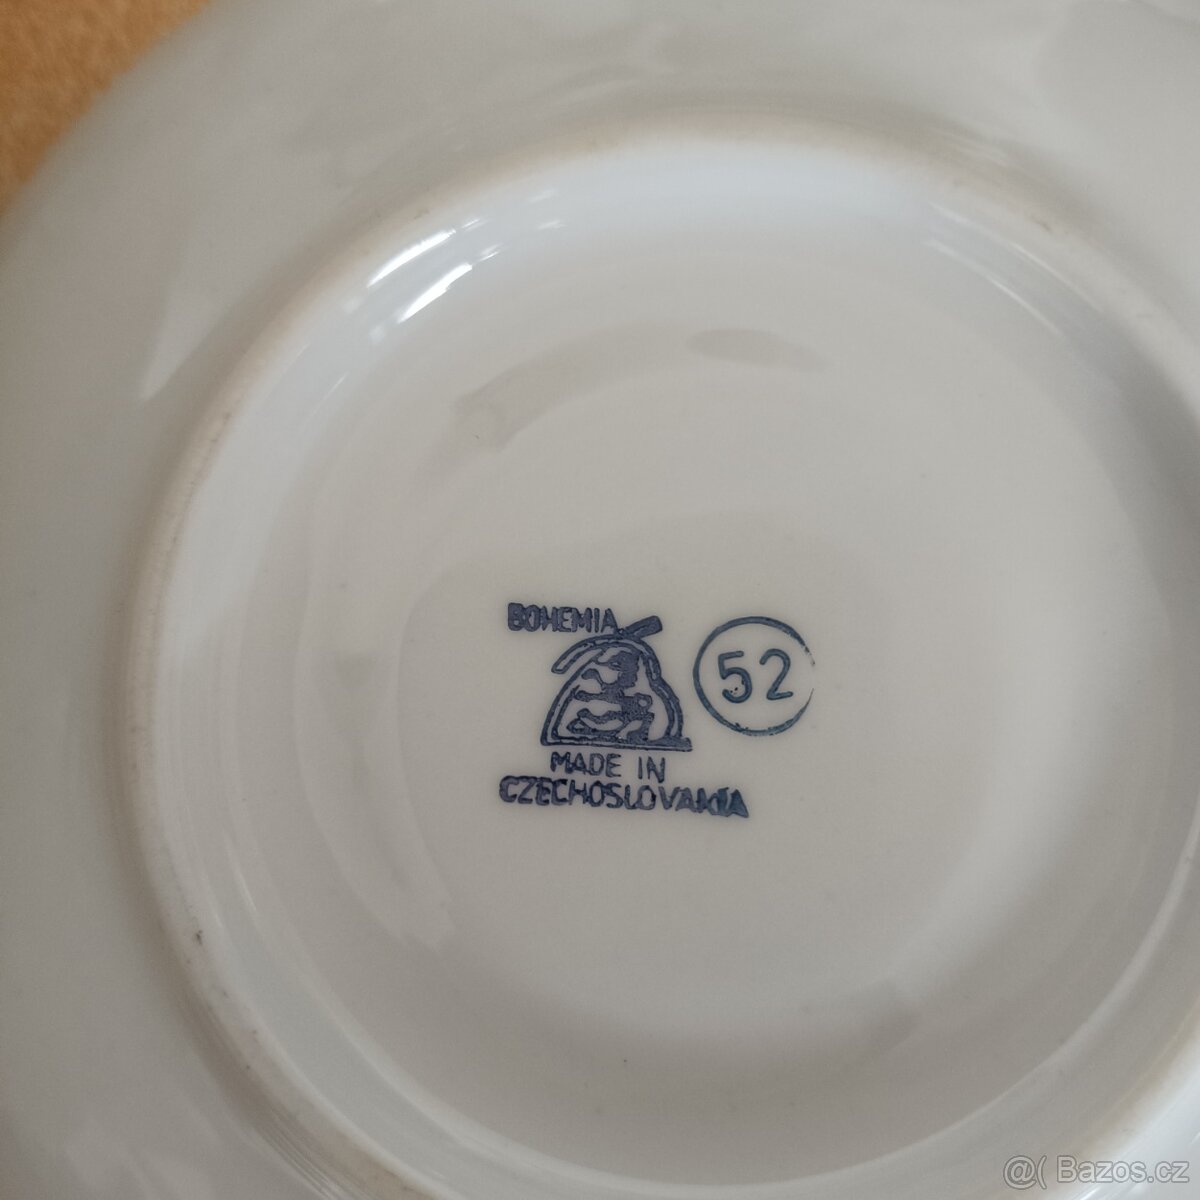 BOHEMIA
52
MADE IN
CZECHOSLOVAKIA
@( Bazos.cz